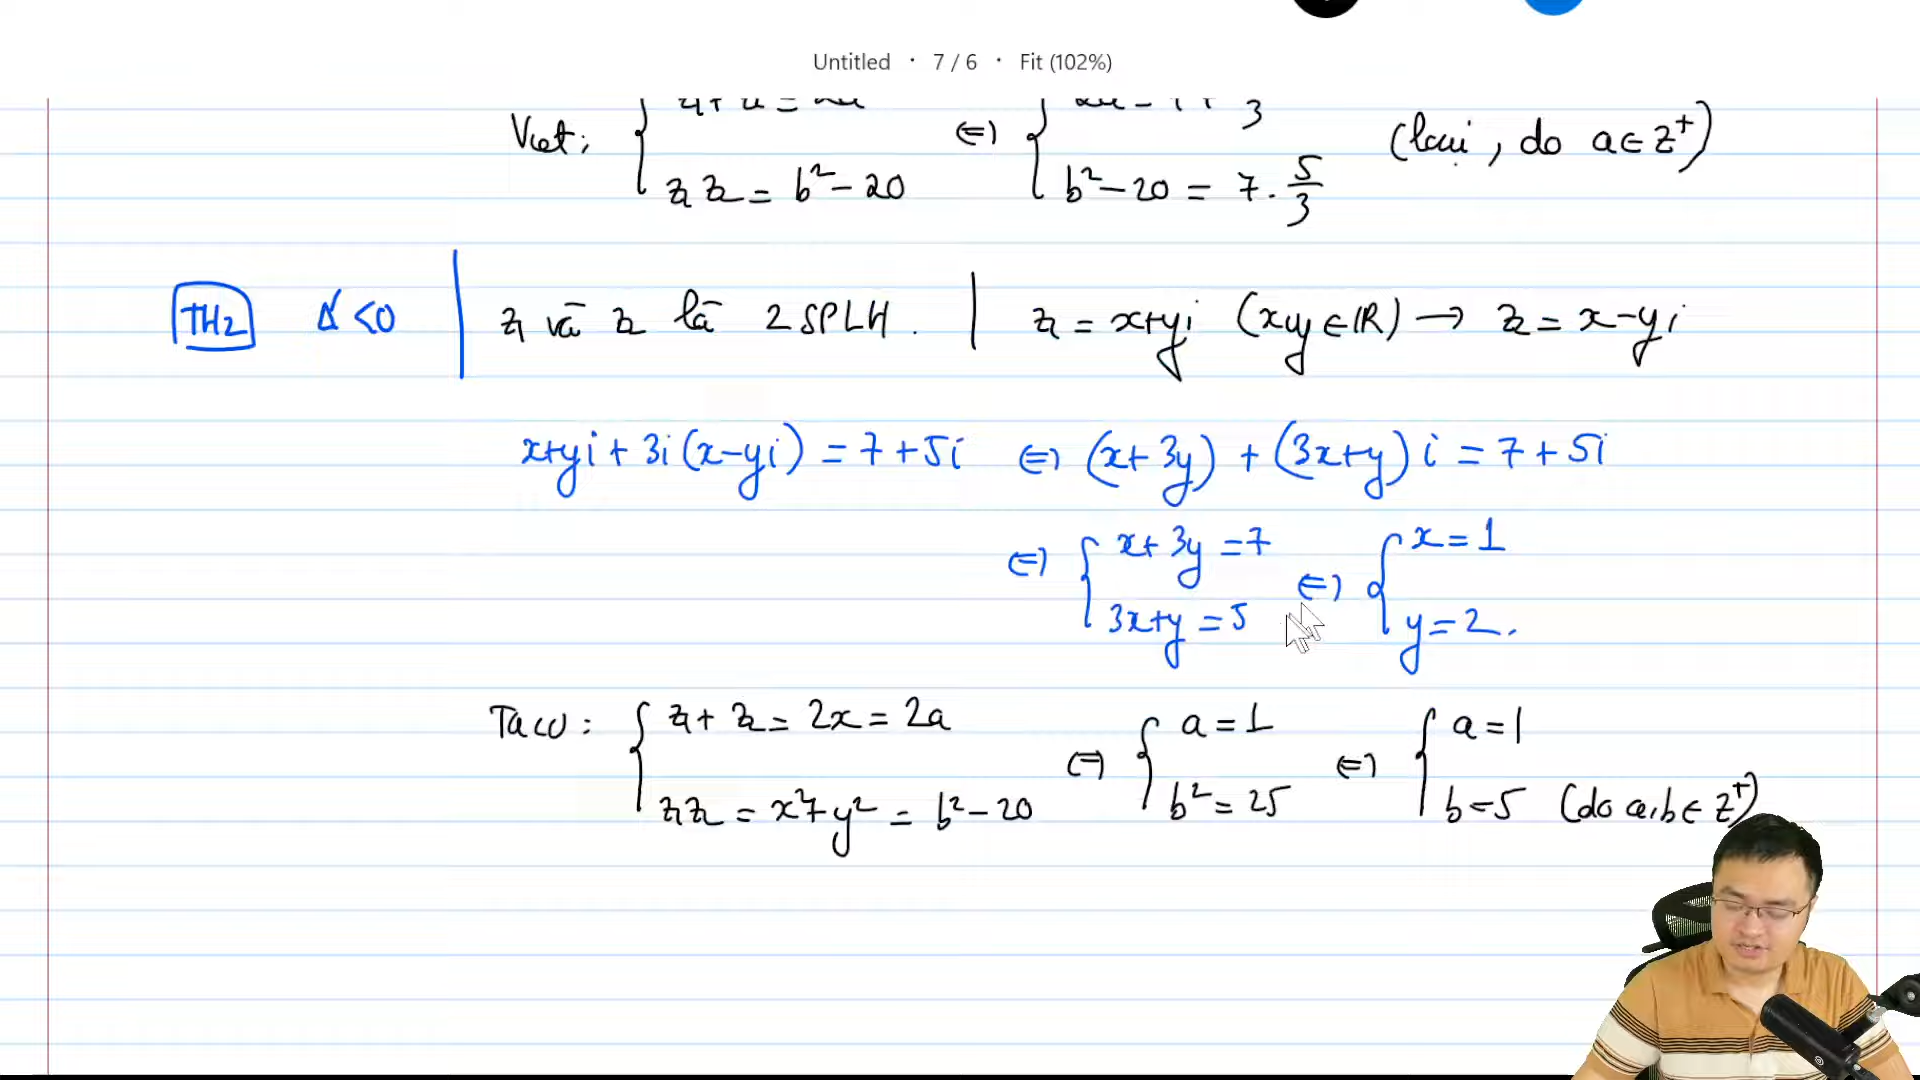 Untitled · 7 / 6 · Fit (102%)
Viet: { z₁z₂ = b² - 20 ⇔ { b² - 20 = 7 · 5/3 (loại, do a ∈ Z⁺)
TH2 Δ' < 0 | z₁ và z₂ là 2 SPLH. | z₁ = x+yi (x,y ∈ ℝ) → z₂ = x-yi
x+yi + 3i(x-yi) = 7+5i ⇔ (x+3y) + (3x+y)i = 7+5i
⇔ { x+3y = 7 ⇔ { x = 1
3x+y = 5 y = 2.
Ta có: { z₁ + z₂ = 2x = 2a ⇔ { a = 1 ⇔ { a = 1
z₁z₂ = x² + y² = b² - 20 b² = 25 b = 5 (do a,b ∈ Z⁺)